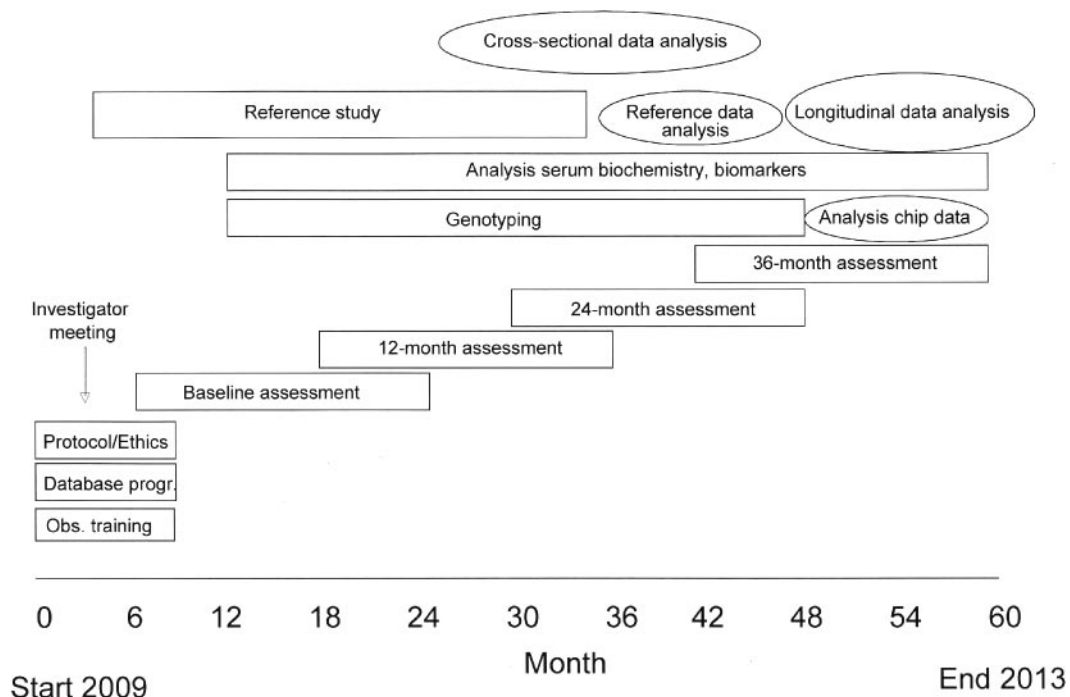 Cross-sectional data analysis
Reference study
Reference data
analysis
Longitudinal data analysis
Analysis serum biochemistry, biomarkers
Genotyping
Analysis chip data
36-month assessment
Investigator
meeting
24-month assessment
12-month assessment
Baseline assessment
Protocol/Ethics
Database progr.
Obs. training
0 6 12 18 24 30 36 42 48 54 60
Month
Start 2009
End 2013